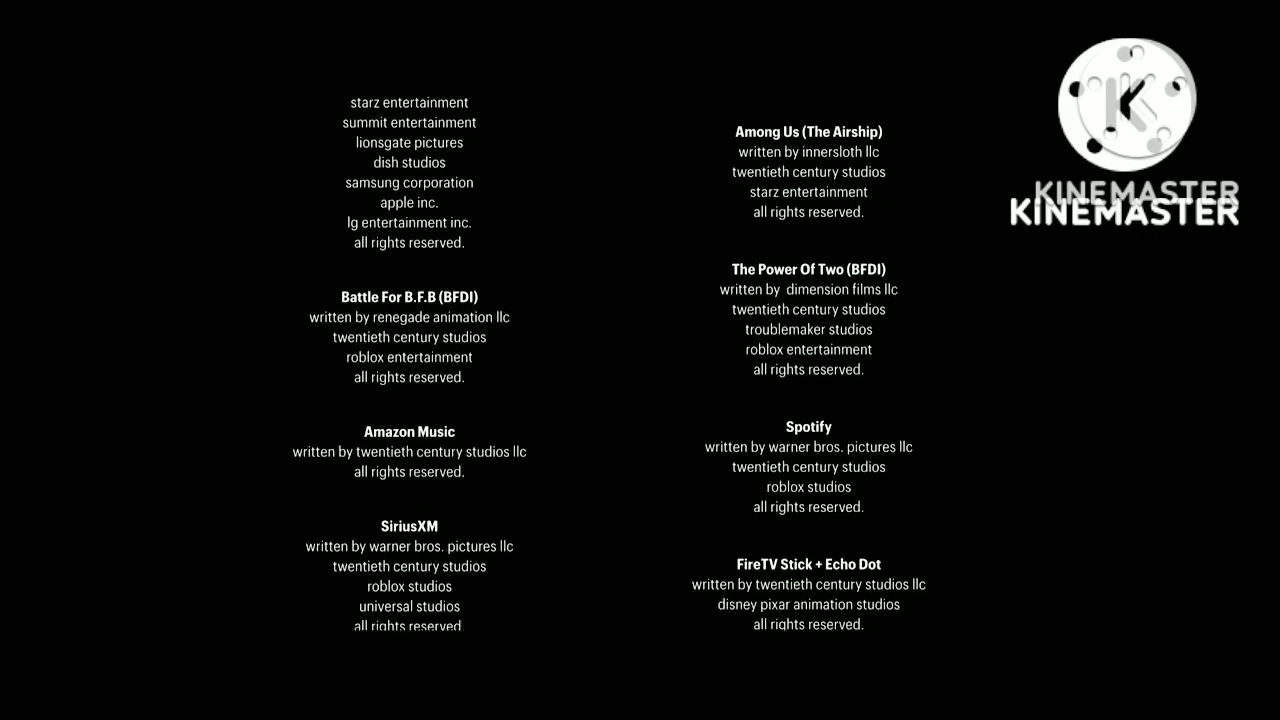 starz entertainment
summit entertainment
lionsgate pictures
dish studios
samsung corporation
apple inc.
lg entertainment inc.
all rights reserved.
Battle For B.F.B (BFDI)
written by renegade animation llc
twentieth century studios
roblox entertainment
all rights reserved.
Amazon Music
written by twentieth century studios llc
all rights reserved.
SiriusXM
written by warner bros. pictures llc
twentieth century studios
roblox studios
universal studios
all rights reserved.
Among Us (The Airship)
written by innersloth llc
twentieth century studios
starz entertainment
all rights reserved.
The Power Of Two (BFDI)
written by  dimension films llc
twentieth century studios
troublemaker studios
roblox entertainment
all rights reserved.
Spotify
written by warner bros. pictures llc
twentieth century studios
roblox studios
all rights reserved.
FireTV Stick + Echo Dot
written by twentieth century studios llc
disney pixar animation studios
all rights reserved.
K
KINEMASTER
KINEMASTER